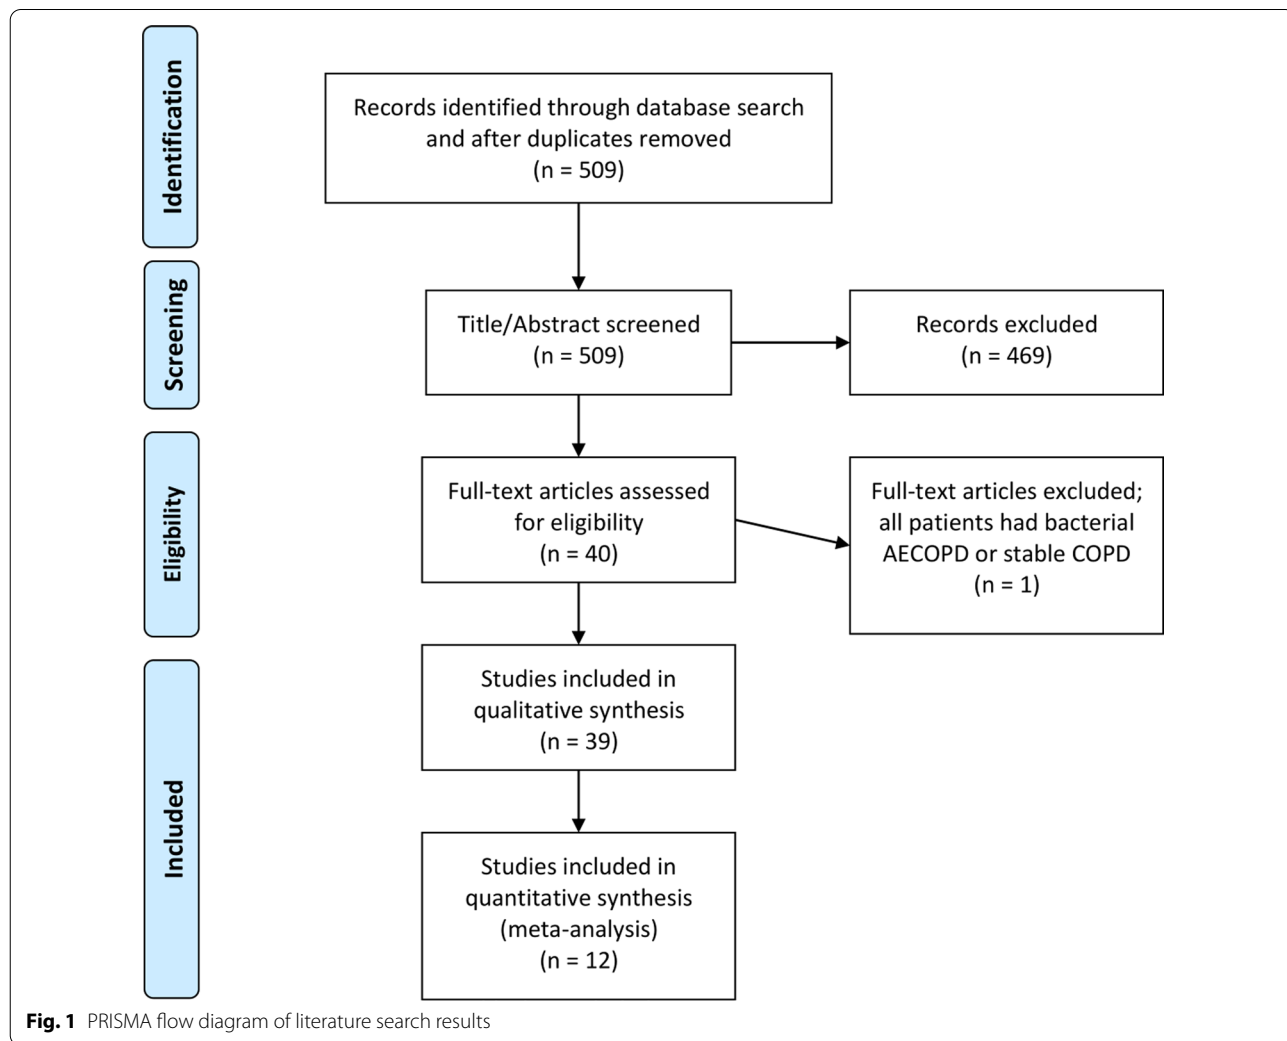 Identification
Records identified through database search
and after duplicates removed
(n = 509)
Screening
Title/Abstract screened
(n = 509)
Records excluded
(n = 469)
Eligibility
Full-text articles assessed
for eligibility
(n = 40)
Full-text articles excluded;
all patients had bacterial
AECOPD or stable COPD
(n = 1)
Included
Studies included in
qualitative synthesis
(n = 39)
Studies included in
quantitative synthesis
(meta-analysis)
(n = 12)
Fig. 1 PRISMA flow diagram of literature search results